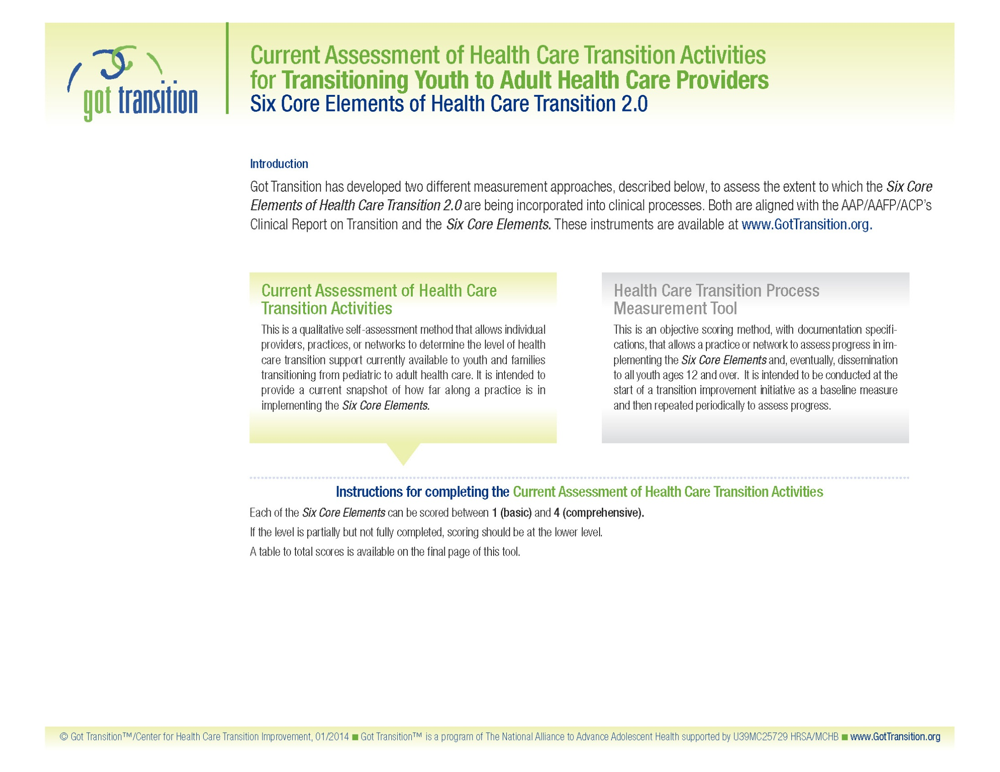 got transition
Current Assessment of Health Care Transition Activities
for Transitioning Youth to Adult Health Care Providers
Six Core Elements of Health Care Transition 2.0
Introduction
Got Transition has developed two different measurement approaches, described below, to assess the extent to which the Six Core
Elements of Health Care Transition 2.0 are being incorporated into clinical processes. Both are aligned with the AAP/AAFP/ACP's
Clinical Report on Transition and the Six Core Elements. These instruments are available at www.GotTransition.org.
Current Assessment of Health Care
Transition Activities
This is a qualitative self-assessment method that allows individual
providers, practices, or networks to determine the level of health
care transition support currently available to youth and families
transitioning from pediatric to adult health care. It is intended to
provide a current snapshot of how far along a practice is in
implementing the Six Core Elements.
Health Care Transition Process
Measurement Tool
This is an objective scoring method, with documentation specifi-
cations, that allows a practice or network to assess progress in im-
plementing the Six Core Elements and, eventually, dissemination
to all youth ages 12 and over. It is intended to be conducted at the
start of a transition improvement initiative as a baseline measure
and then repeated periodically to assess progress.
Instructions for completing the Current Assessment of Health Care Transition Activities
Each of the Six Core Elements can be scored between 1 (basic) and 4 (comprehensive).
If the level is partially but not fully completed, scoring should be at the lower level.
A table to total scores is available on the final page of this tool.
© Got Transition™/Center for Health Care Transition Improvement, 01/2014 ■ Got Transition™ is a program of The National Alliance to Advance Adolescent Health supported by U39MC25729 HRSA/MCHB ■ www.GotTransition.org